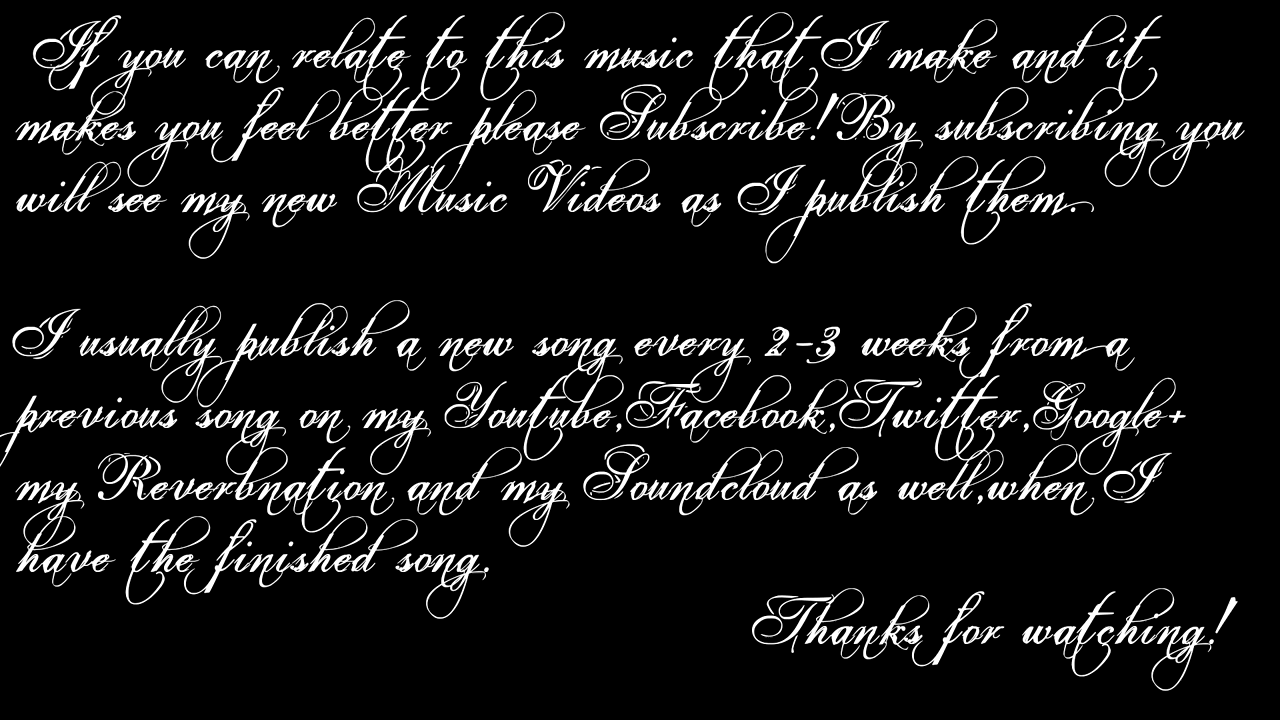 If you can relate to this music that I make and it
makes you feel better please Subscribe! By subscribing you
will see my new Music Videos as I publish them.
I usually publish a new song every 2-3 weeks from a
previous song on my Youtube,Facebook,Twitter,Google+
my Reverbnation and my Soundcloud as well,when I
have the finished song.
Thanks for watching!